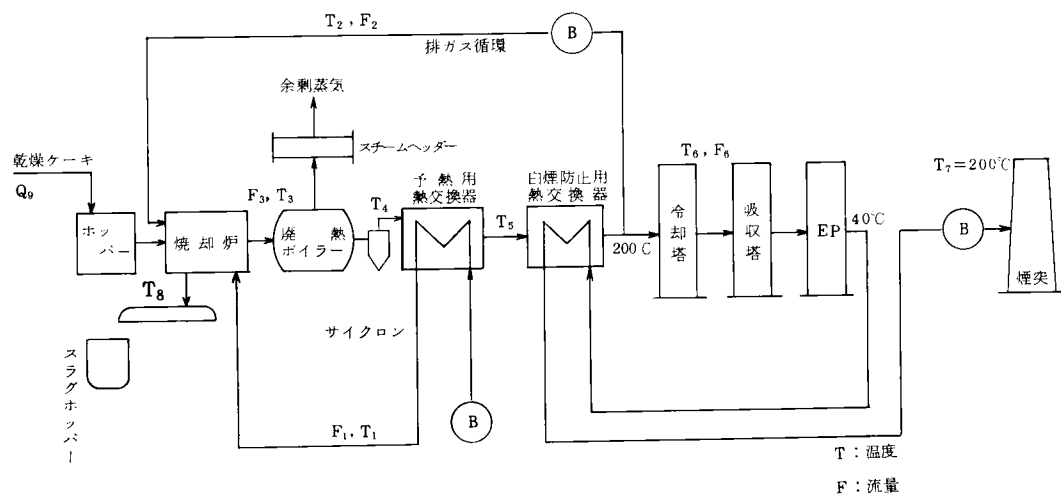 T₂ , F₂
B
排ガス循環
余剰蒸気
スチームヘッダー
乾燥ケーキ
Q₉
ホッパー
焼却炉
F₃, T₃
廃熱
ボイラー
T₄
予熱用
熱交換器
T₅
白煙防止用
熱交換器
200℃
T₆, F₆
冷却塔
吸収塔
EP
40℃
T₇=200℃
B
煙突
T₈
サイクロン
スラグホッパー
B
F₁, T₁
T：温度
F：流量